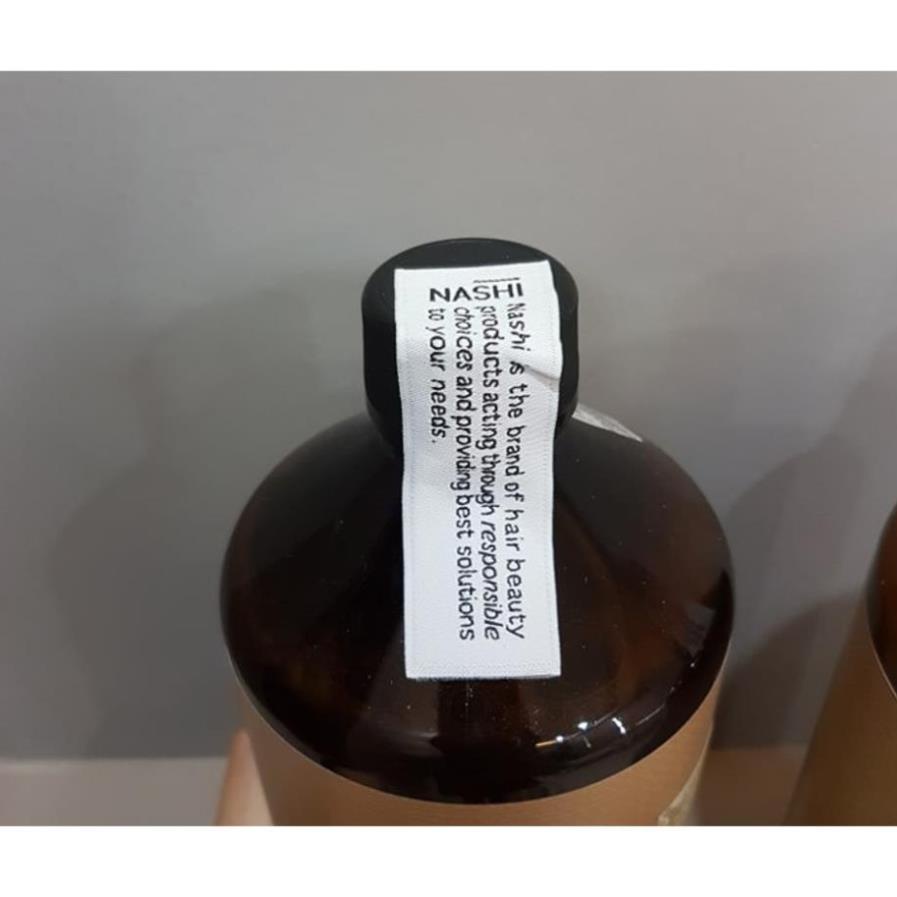 NASHI
Nashi is the brand of hair beauty
products acting through responsible
choices and providing best solutions
to your needs.